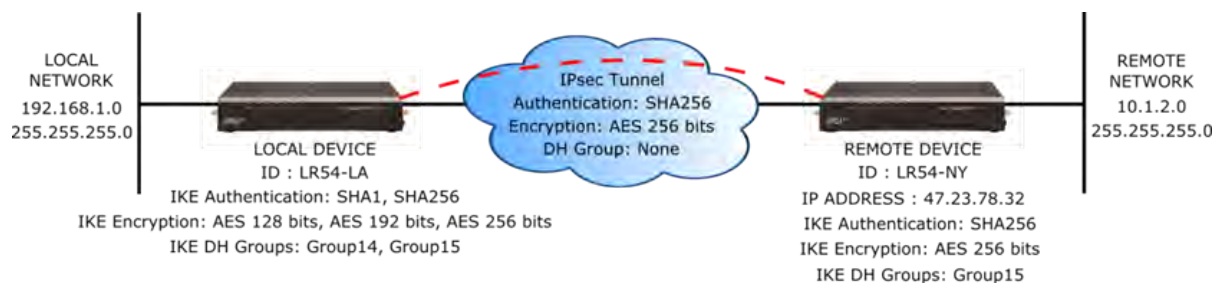 LOCAL
NETWORK
192.168.1.0
255.255.255.0
LOCAL DEVICE
ID : LR54-LA
IKE Authentication: SHA1, SHA256
IKE Encryption: AES 128 bits, AES 192 bits, AES 256 bits
IKE DH Groups: Group14, Group15
IPsec Tunnel
Authentication: SHA256
Encryption: AES 256 bits
DH Group: None
REMOTE DEVICE
ID : LR54-NY
IP ADDRESS : 47.23.78.32
IKE Authentication: SHA256
IKE Encryption: AES 256 bits
IKE DH Groups: Group15
REMOTE
NETWORK
10.1.2.0
255.255.255.0